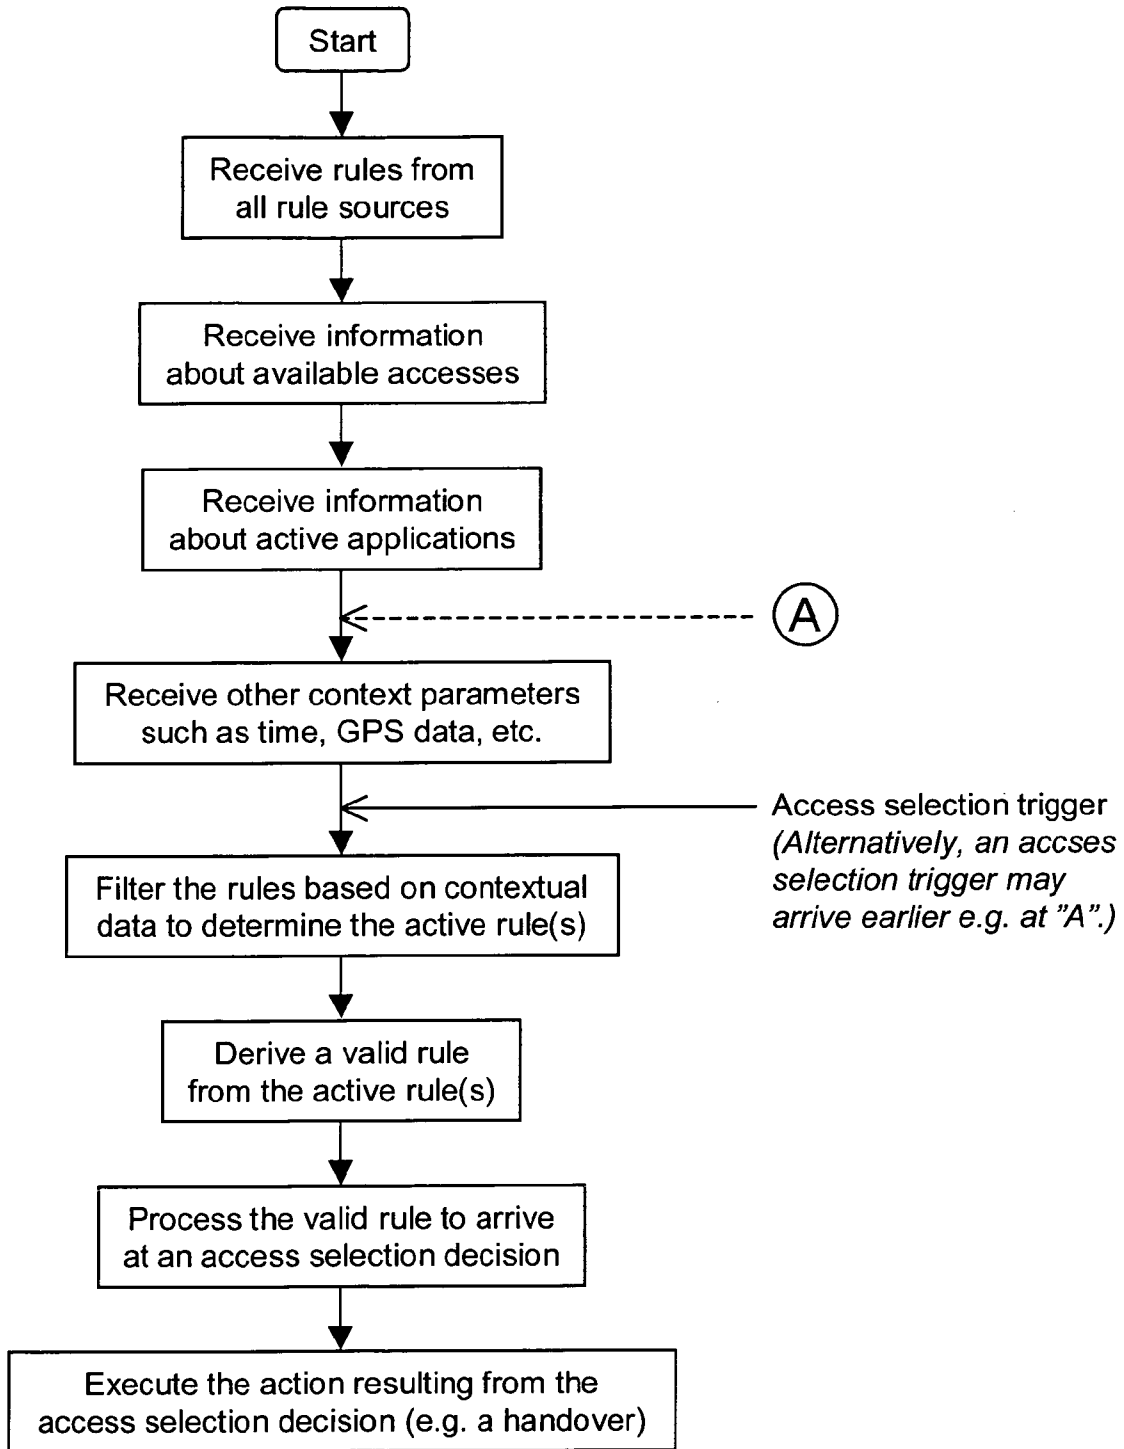 Start
Receive rules from
all rule sources
Receive information
about available accesses
Receive information
about active applications
A
Receive other context parameters
such as time, GPS data, etc.
Access selection trigger
(Alternatively, an accses
selection trigger may
arrive earlier e.g. at ”A”.)
Filter the rules based on contextual
data to determine the active rule(s)
Derive a valid rule
from the active rule(s)
Process the valid rule to arrive
at an access selection decision
Execute the action resulting from the
access selection decision (e.g. a handover)